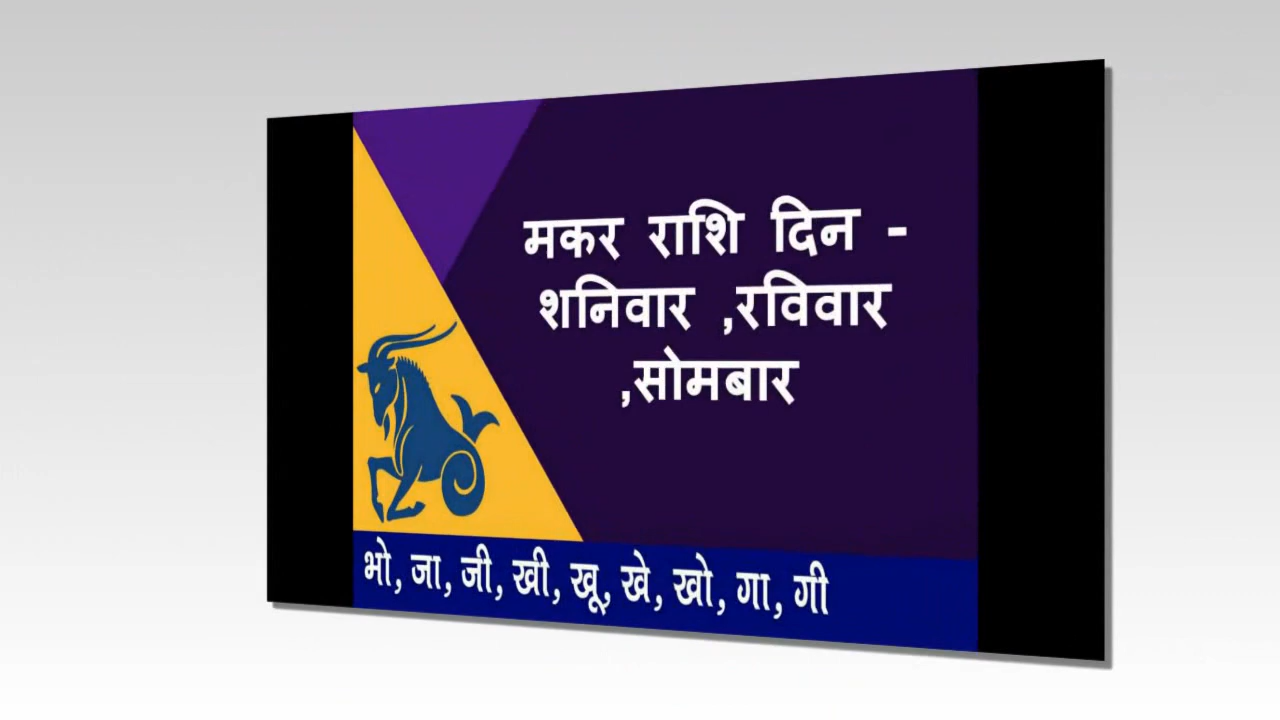 मकर राशि दिन -
शनिवार ,रविवार
,सोमबार
भो, जा, जी, खी, खू, खे, खो, गा, गी